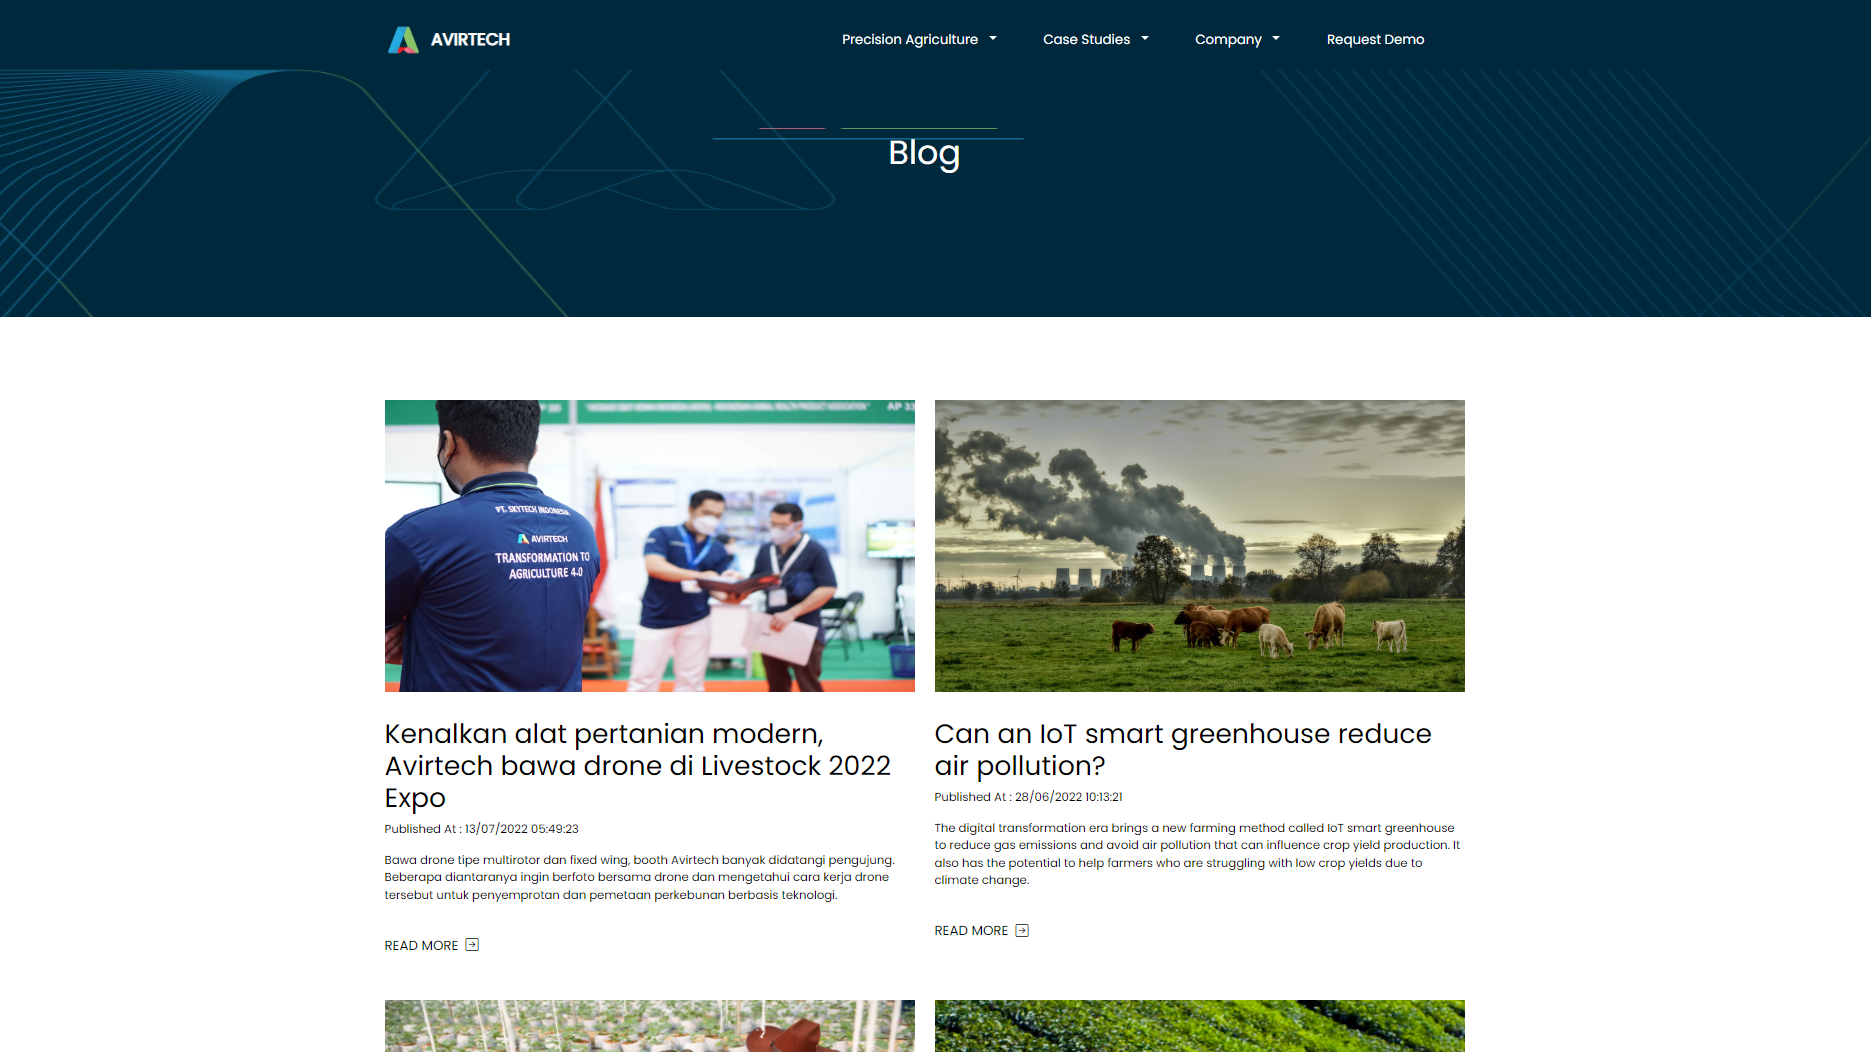 AVIRTECH
Precision Agriculture
Case Studies
Company
Request Demo
Blog
PT. SKYTECH INDONESIA
AVIRTECH
TRANSFORMATION TO
AGRICULTURE 4.0
Kenalkan alat pertanian modern,
Avirtech bawa drone di Livestock 2022
Expo
Published At : 13/07/2022 05:49:23
Bawa drone tipe multirotor dan fixed wing, booth Avirtech banyak didatangi pengujung.
Beberapa diantaranya ingin berfoto bersama drone dan mengetahui cara kerja drone
tersebut untuk penyemprotan dan pemetaan perkebunan berbasis teknologi.
READ MORE
Can an IoT smart greenhouse reduce
air pollution?
Published At : 28/06/2022 10:13:21
The digital transformation era brings a new farming method called IoT smart greenhouse
to reduce gas emissions and avoid air pollution that can influence crop yield production. It
also has the potential to help farmers who are struggling with low crop yields due to
climate change.
READ MORE